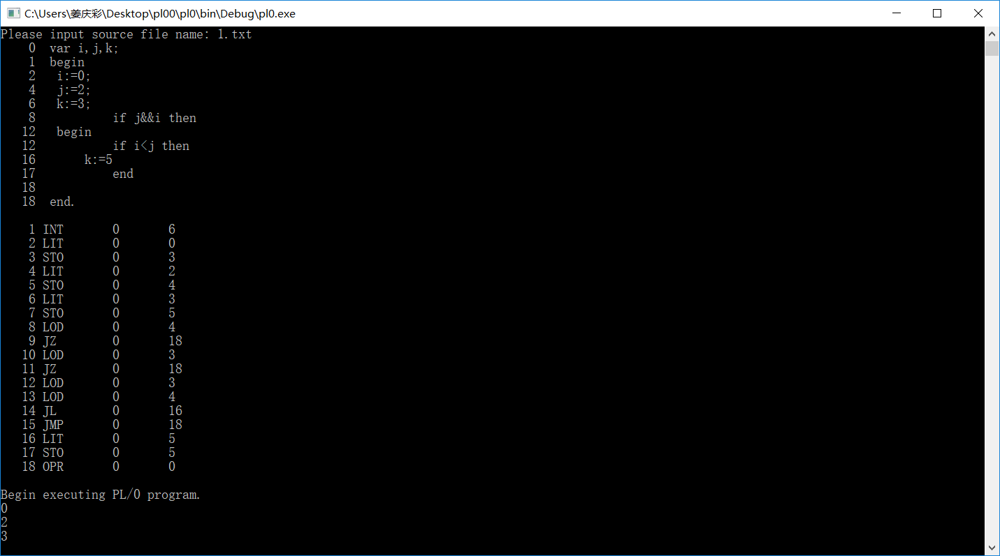 C:\Users\姜庆彩\Desktop\pl00\pl0\bin\Debug\pl0.exe
Please input source file name: 1.txt
    0  var i,j,k;
    1  begin
    2   i:=0;
    4   j:=2;
    6   k:=3;
    8           if j&&i then
   12   begin
   12           if i<j then
   16       k:=5
   17           end
   18
   18  end.
    1 INT       0       6
    2 LIT       0       0
    3 STO       0       3
    4 LIT       0       2
    5 STO       0       4
    6 LIT       0       3
    7 STO       0       5
    8 LOD       0       4
    9 JZ        0       18
   10 LOD       0       3
   11 JZ        0       18
   12 LOD       0       3
   13 LOD       0       4
   14 JL        0       16
   15 JMP       0       18
   16 LIT       0       5
   17 STO       0       5
   18 OPR       0       0
Begin executing PL/0 program.
0
2
3